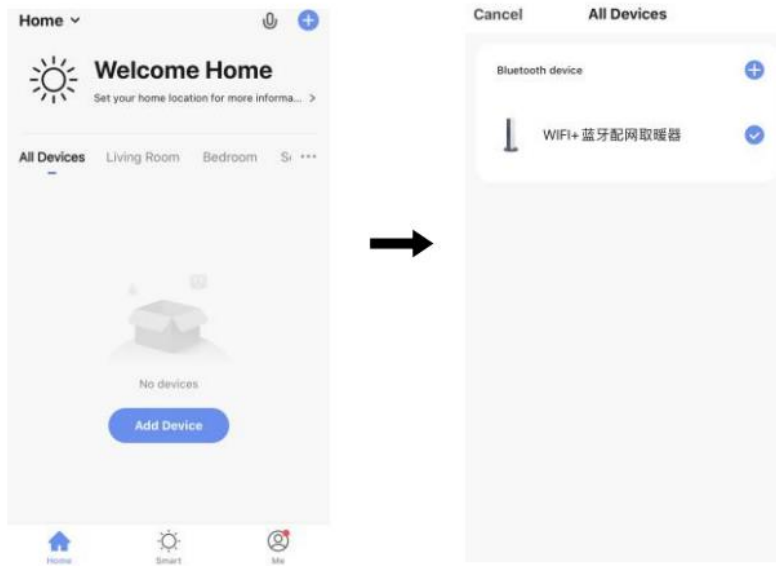 Home
Welcome Home
Set your home location for more informa...
All Devices Living Room Bedroom ...
No devices
Add Device
Home Smart Me
Cancel All Devices
Bluetooth device
WIFI+蓝牙配网取暖器